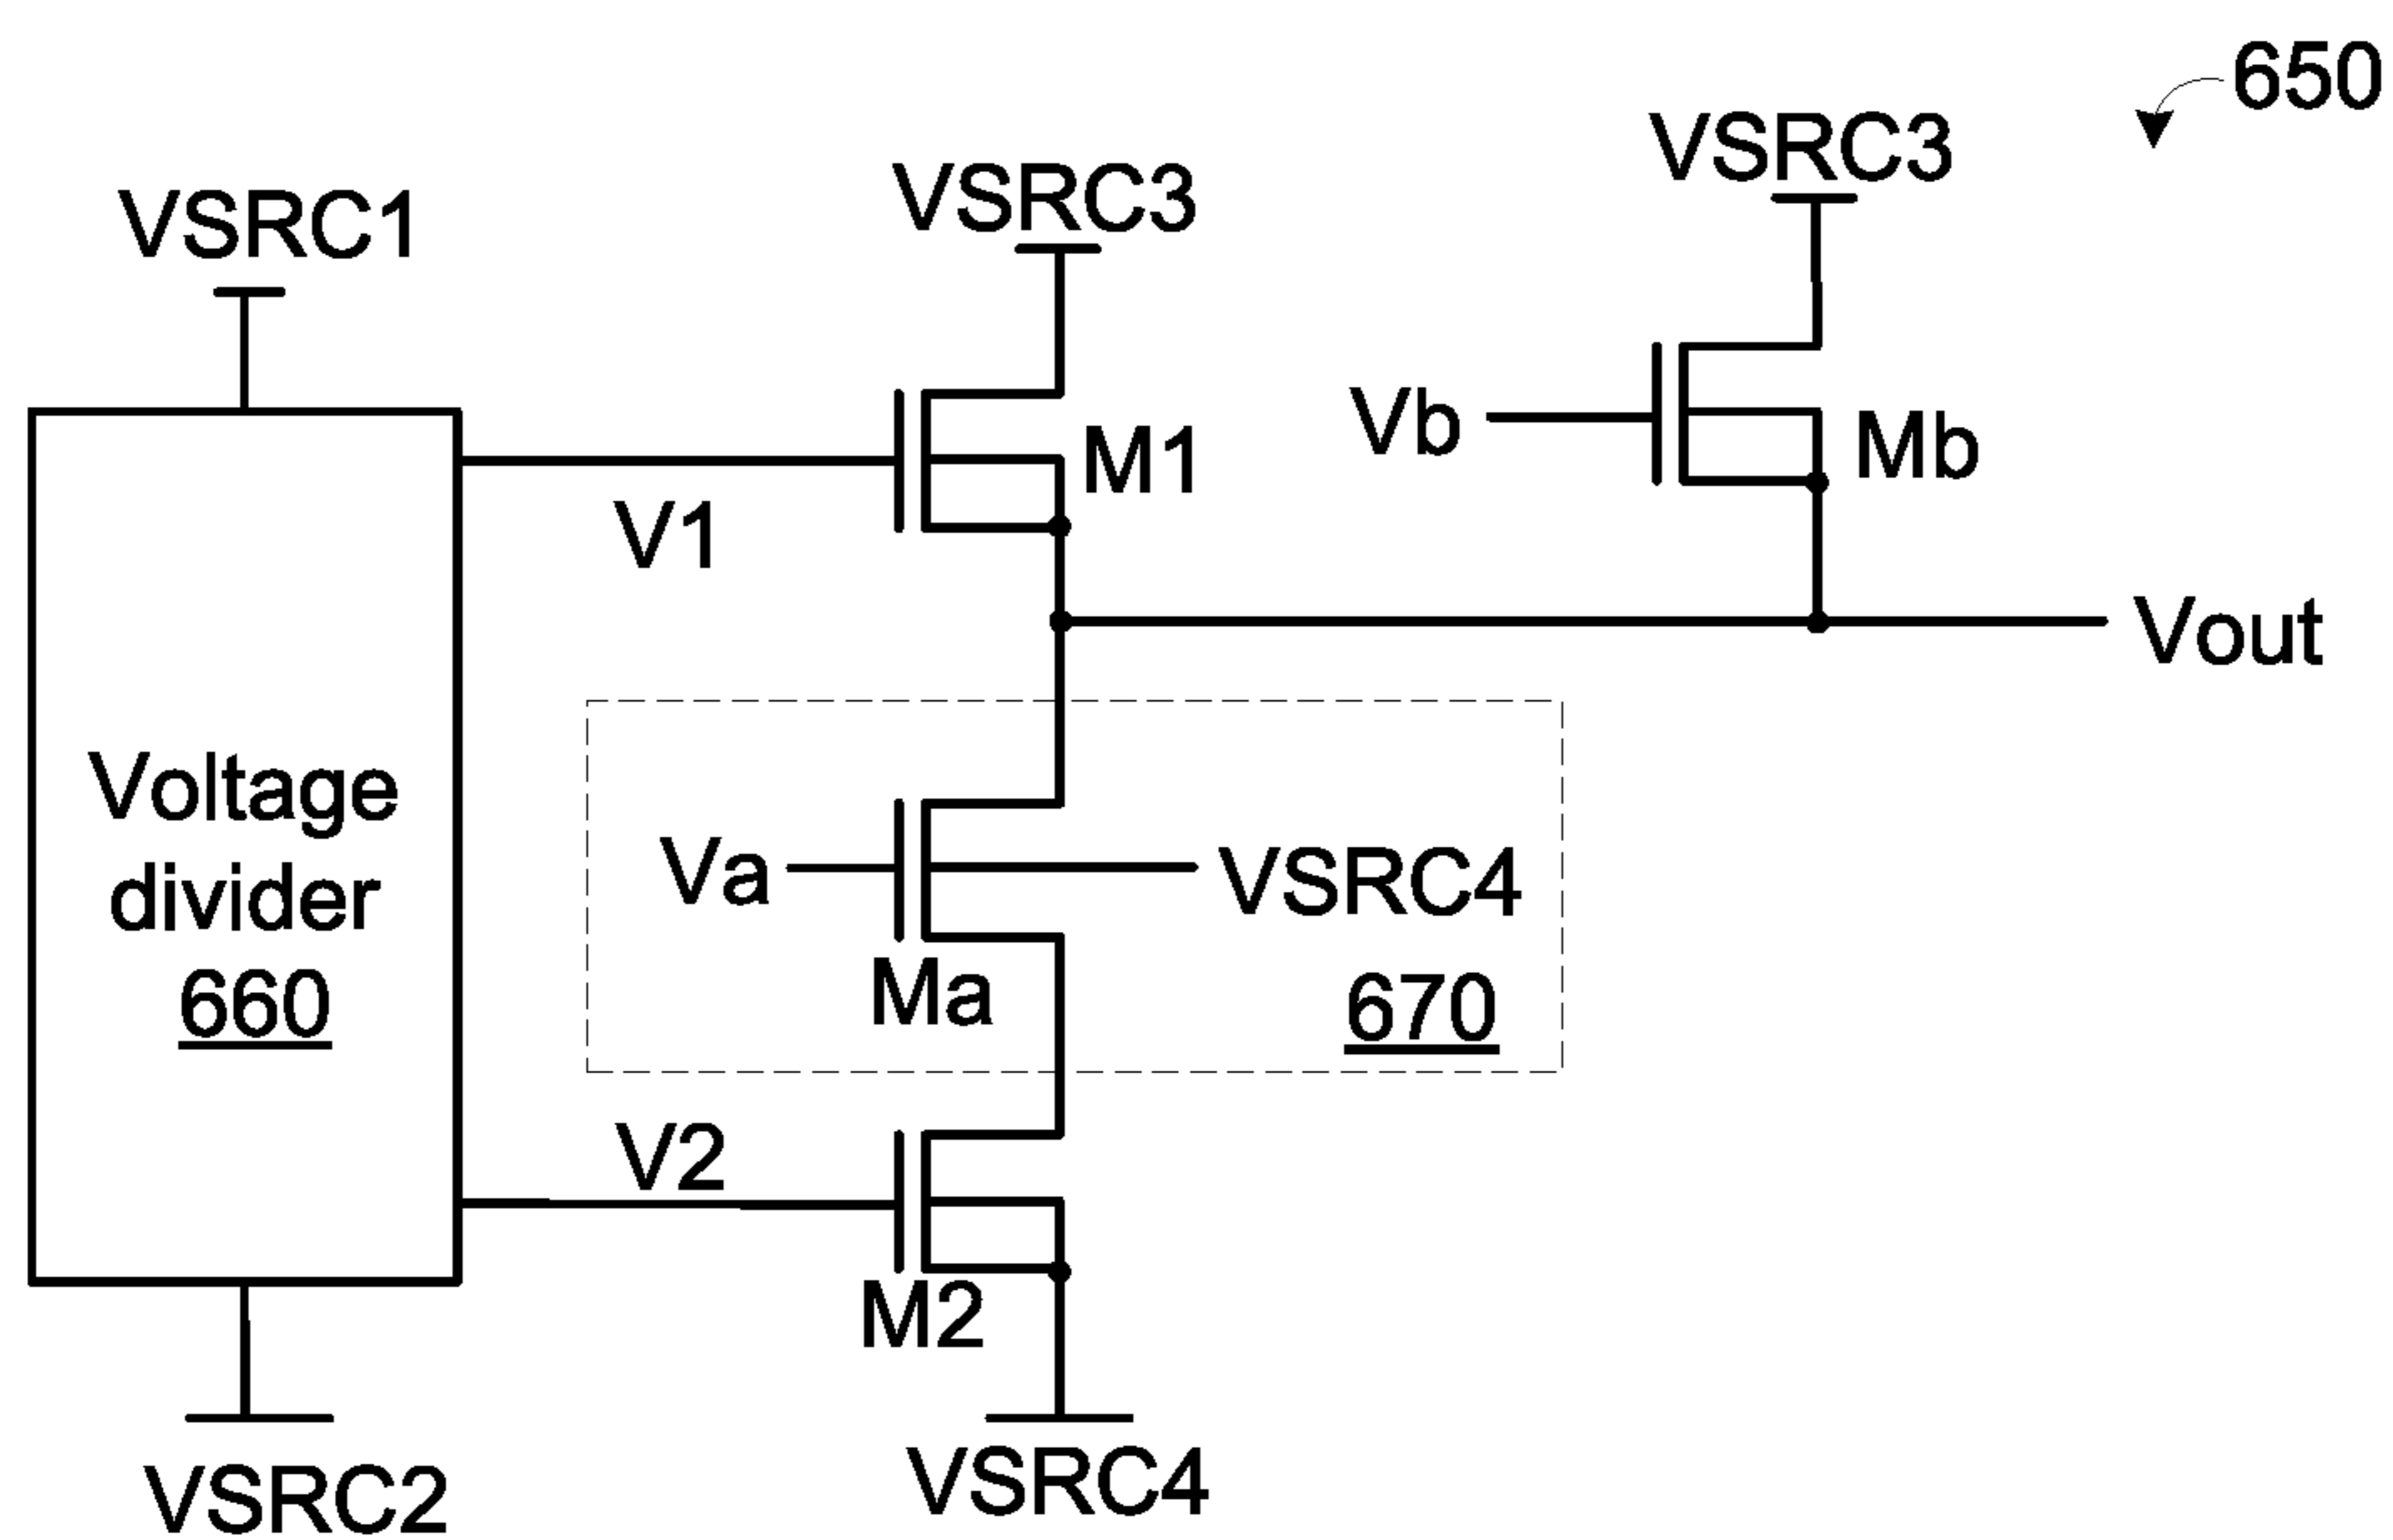 650
VSRC3
VSRC3
VSRC1
Vb
Mb
M1
V1
Vout
Voltage
divider
660
Va
VSRC4
Ma
670
V2
M2
VSRC4
VSRC2